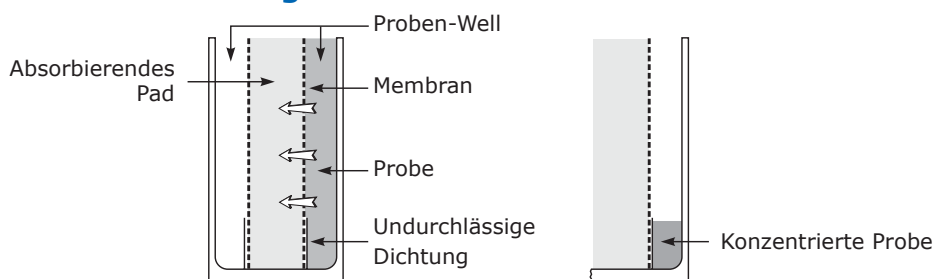 Proben-Well
Absorbierendes
Pad
Membran
Probe
Undurchlässige
Dichtung
Konzentrierte Probe